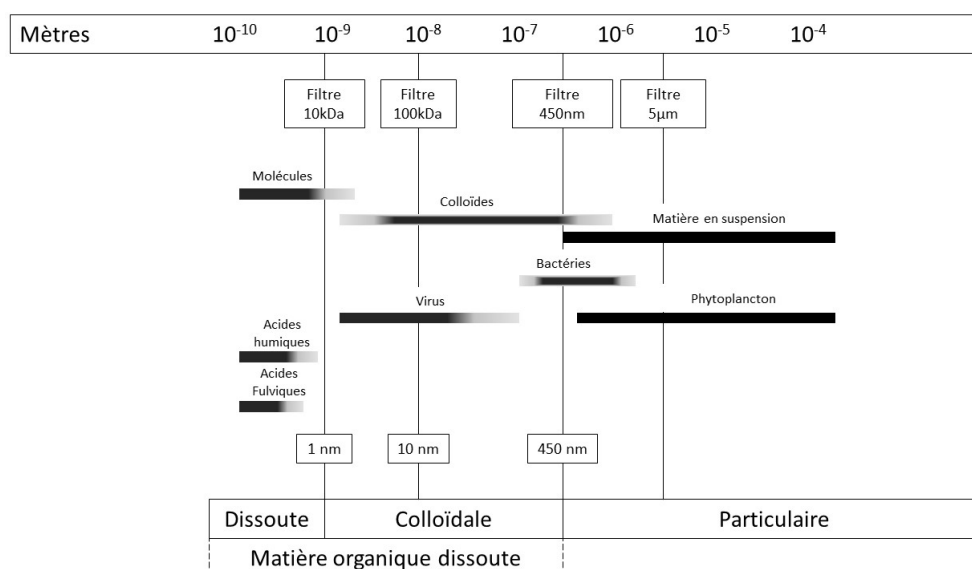 Mètres 10⁻¹⁰ 10⁻⁹ 10⁻⁸ 10⁻⁷ 10⁻⁶ 10⁻⁵ 10⁻⁴
Filtre
10kDa
Filtre
100kDa
Filtre
450nm
Filtre
5µm
Molécules
Colloïdes
Matière en suspension
Bactéries
Virus
Phytoplancton
Acides
humiques
Acides
Fulviques
1 nm
10 nm
450 nm
Dissoute
Colloïdale
Particulaire
Matière organique dissoute